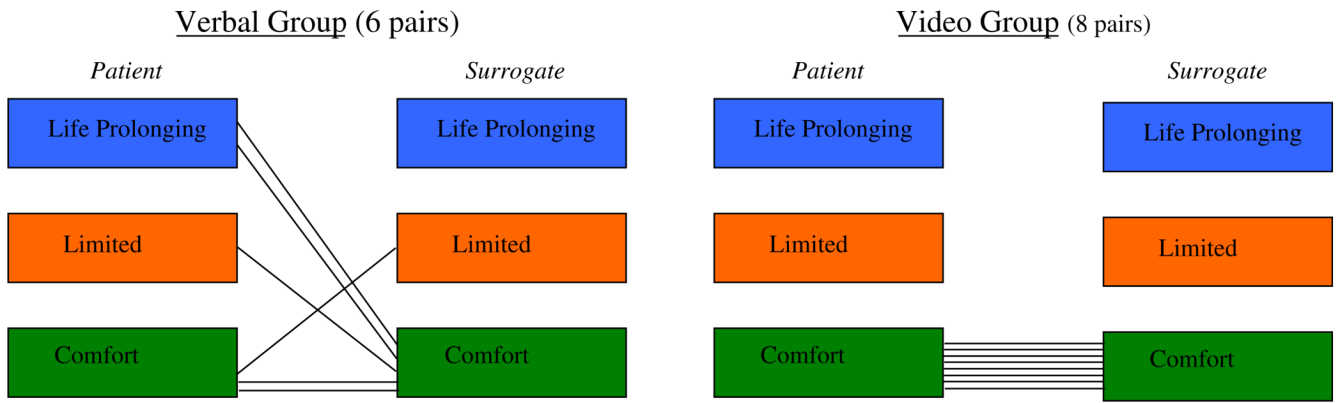 Verbal Group (6 pairs)
Patient
Surrogate
Life Prolonging
Life Prolonging
Limited
Limited
Comfort
Comfort
Video Group (8 pairs)
Patient
Surrogate
Life Prolonging
Life Prolonging
Limited
Limited
Comfort
Comfort